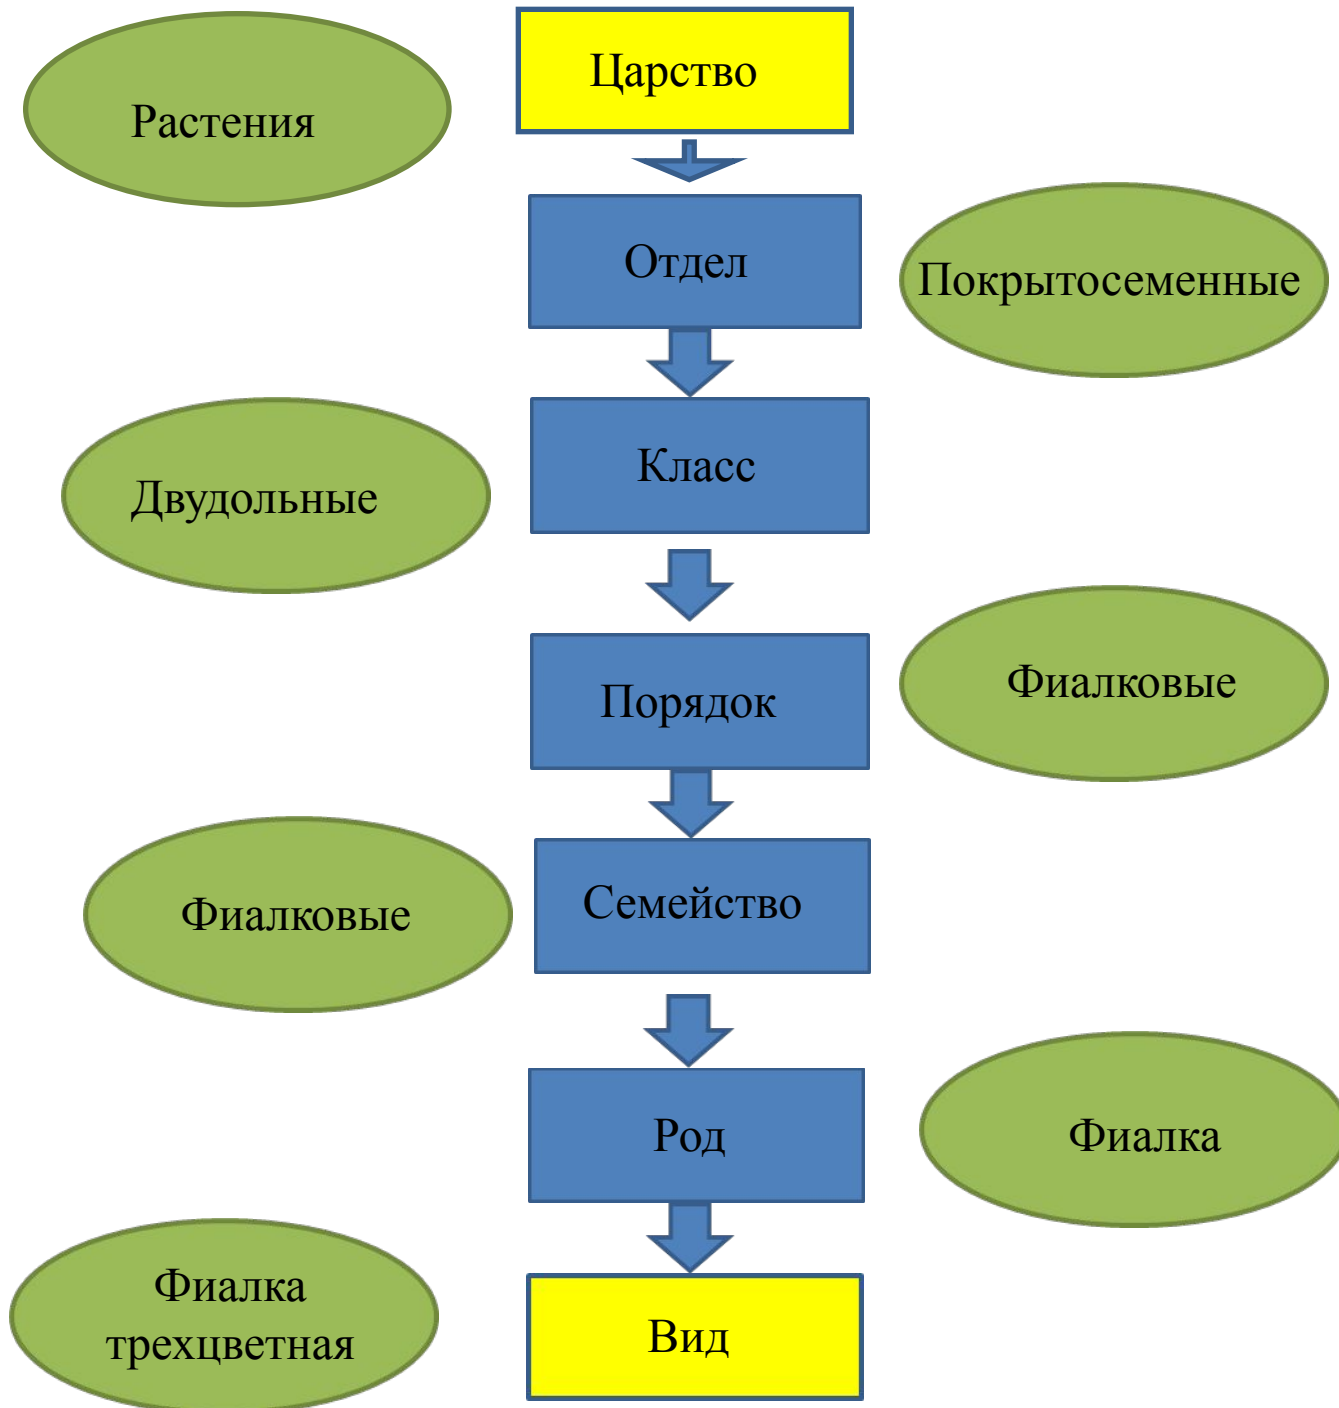 Царство
Растения
Отдел
Покрытосеменные
Класс
Двудольные
Порядок
Фиалковые
Семейство
Фиалковые
Род
Фиалка
Вид
Фиалка
трехцветная